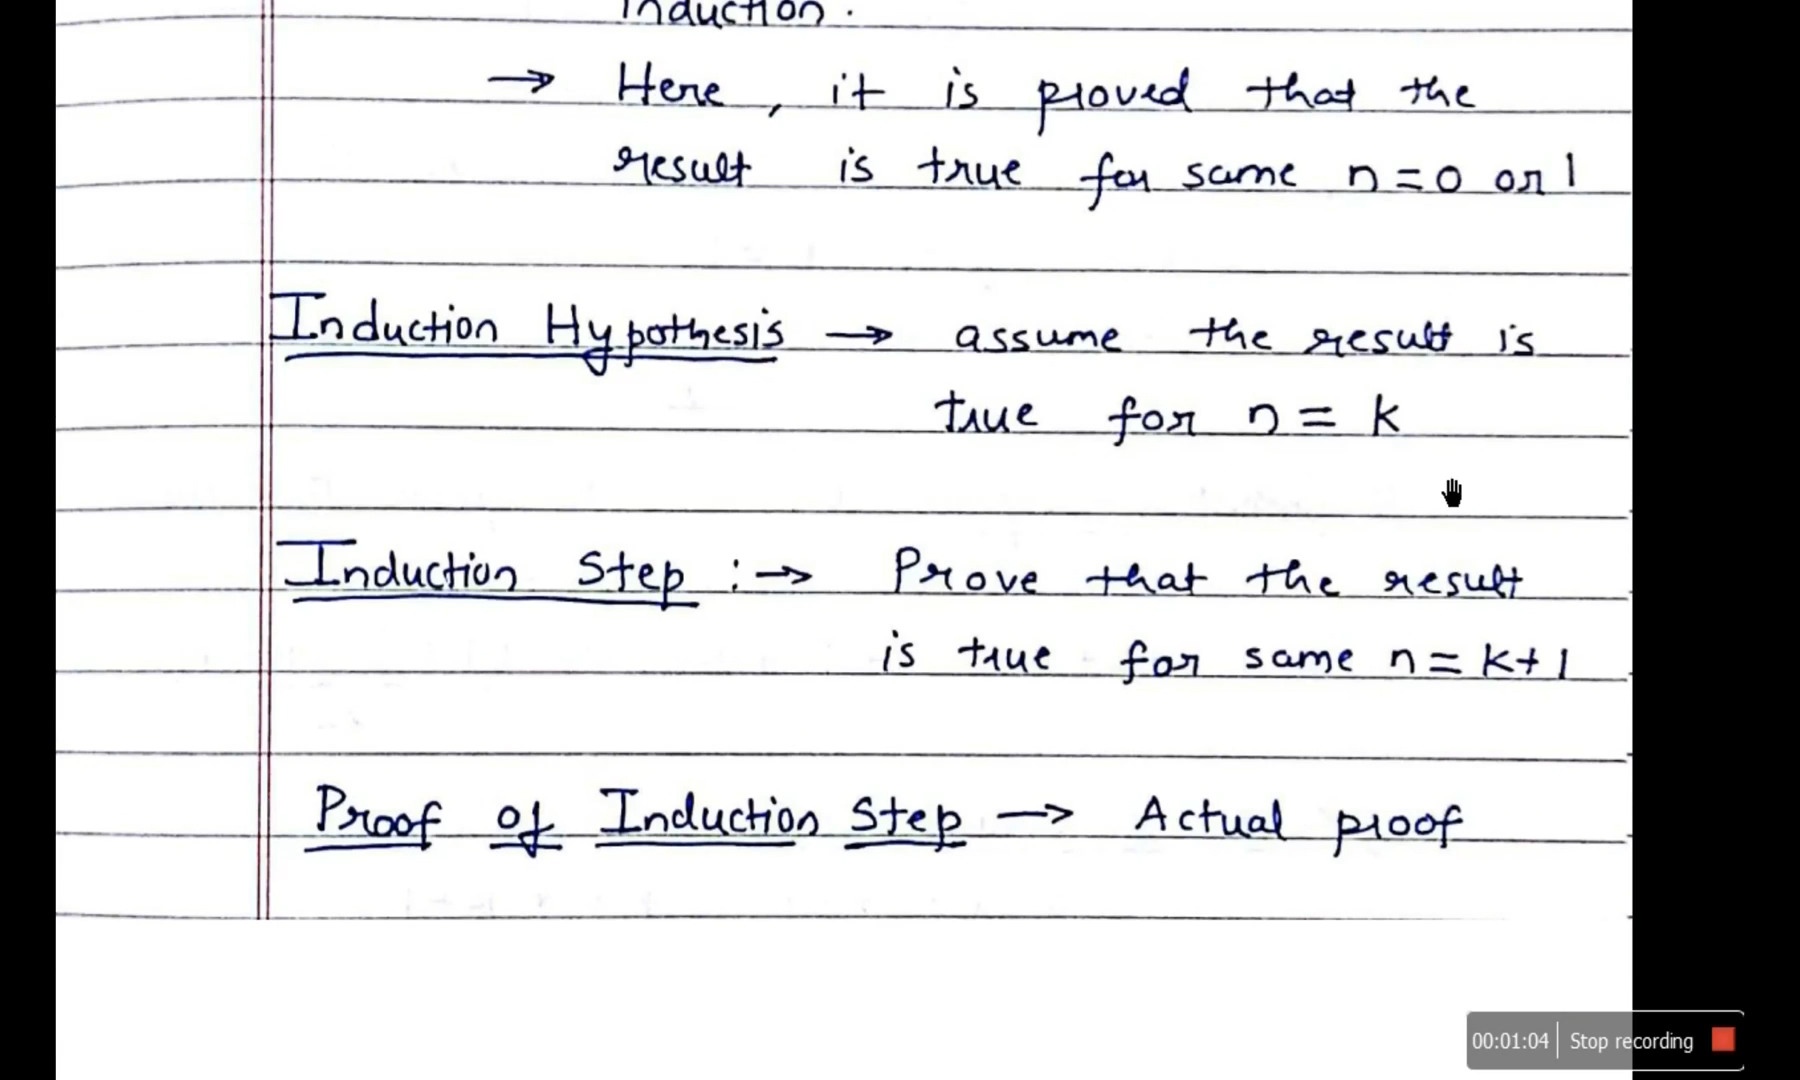 Induction.
→ Here, it is proved that the
result is true for same n=0 or 1
Induction Hypothesis → assume the result is
true for n = k
Induction Step :→ Prove that the result
is true for same n = k+1
Proof of Induction Step → Actual proof
00:01:04 | Stop recording